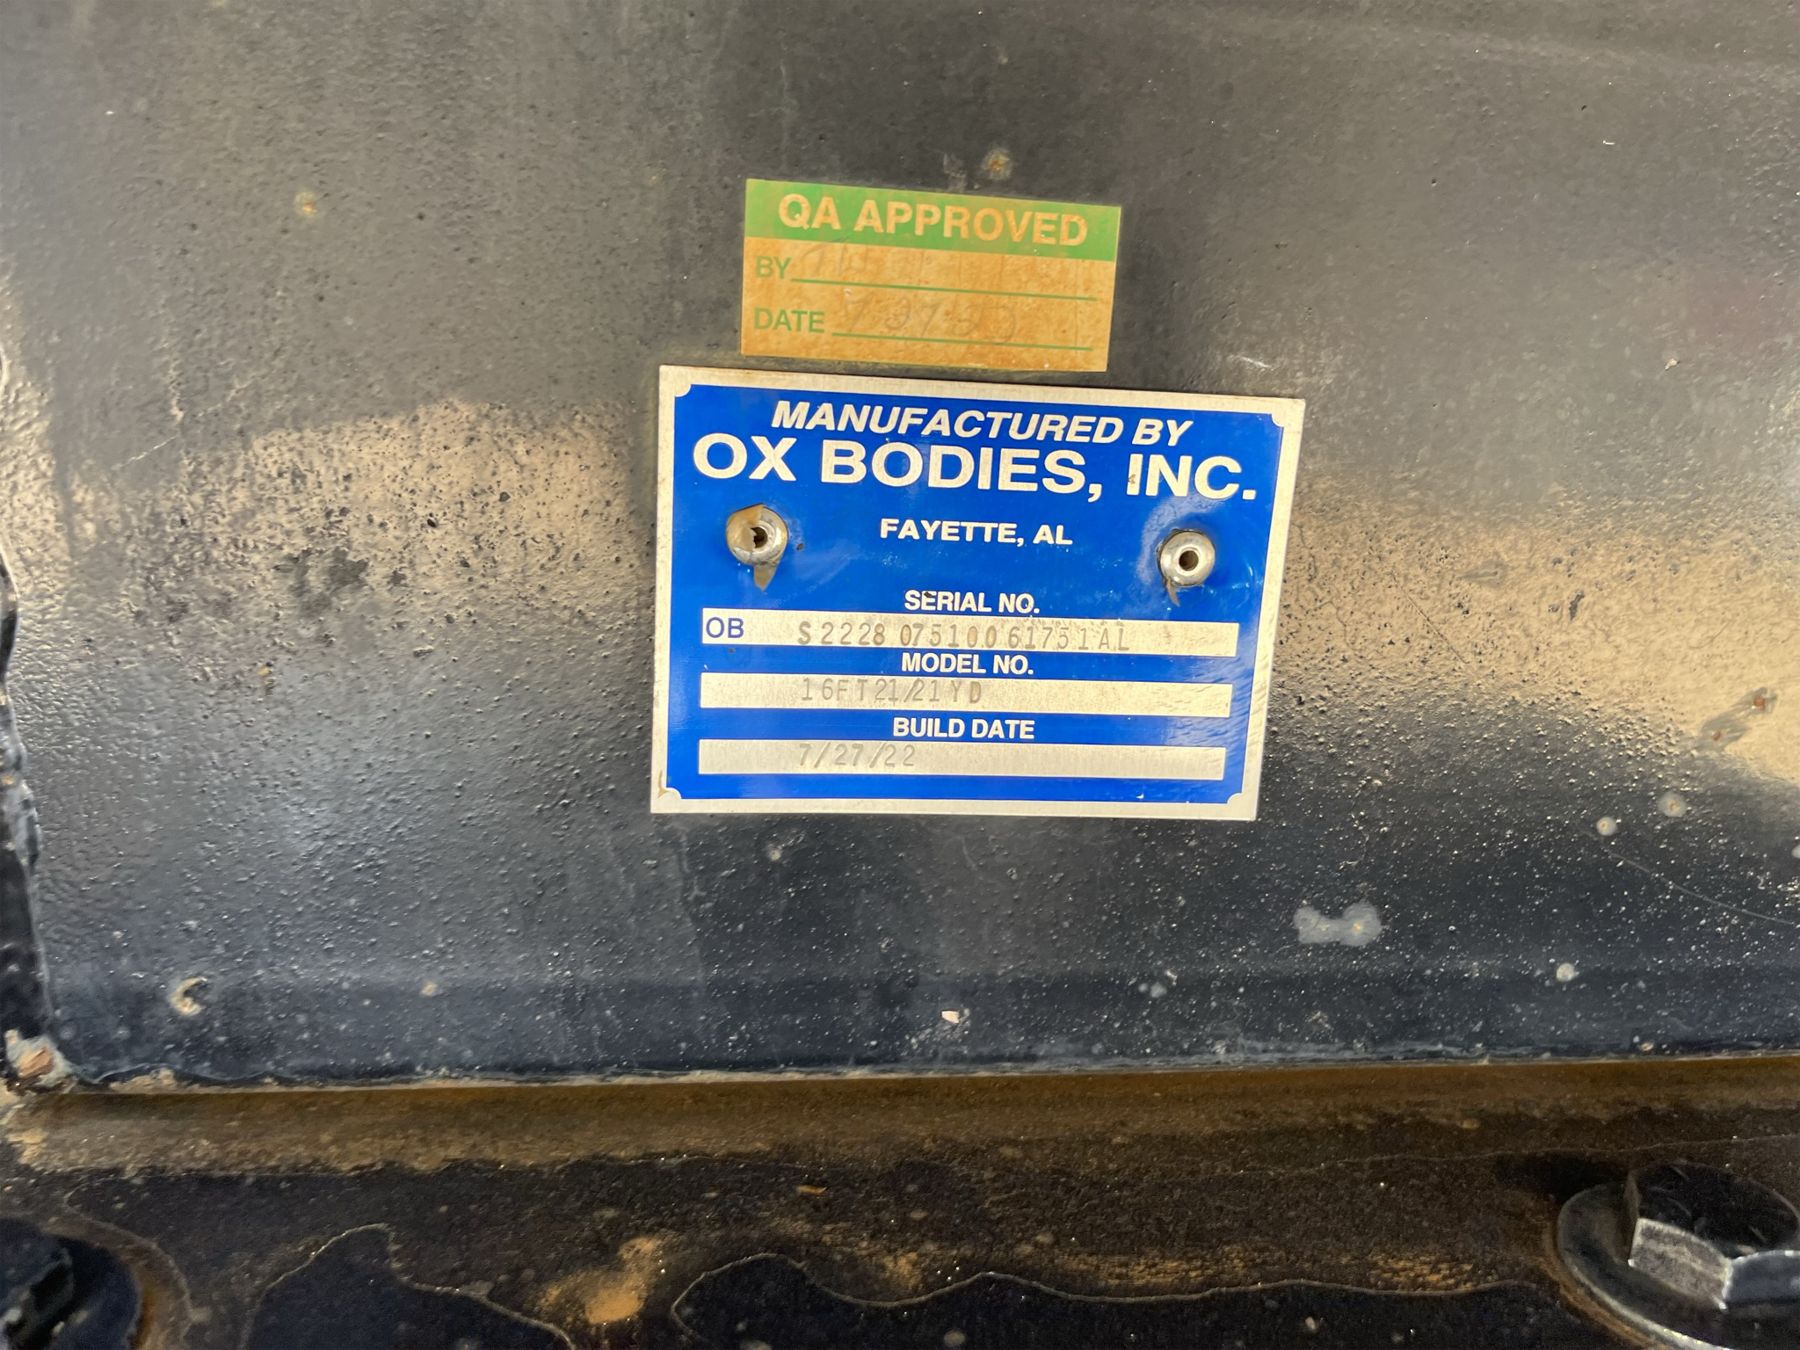 QA APPROVED
BY
DATE
MANUFACTURED BY
OX BODIES, INC.
FAYETTE, AL
SERIAL NO.
OB S2228 07510061751AL
MODEL NO.
16FT21/21YD
BUILD DATE
7/27/22